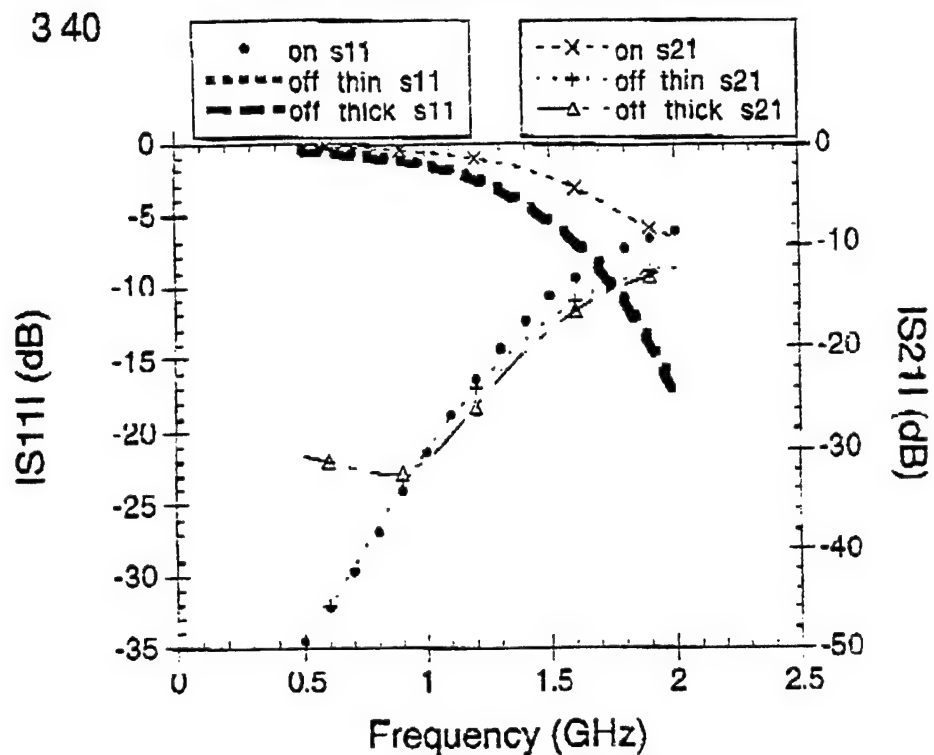 3 40
on s11
off thin s11
off thick s11
on s21
off thin s21
off thick s21
0
-5
-10
-15
-20
-25
-30
-35
IS11I (dB)
0
-10
-20
-30
-40
-50
IS21I (dB)
0
0.5
1
1.5
2
2.5
Frequency (GHz)